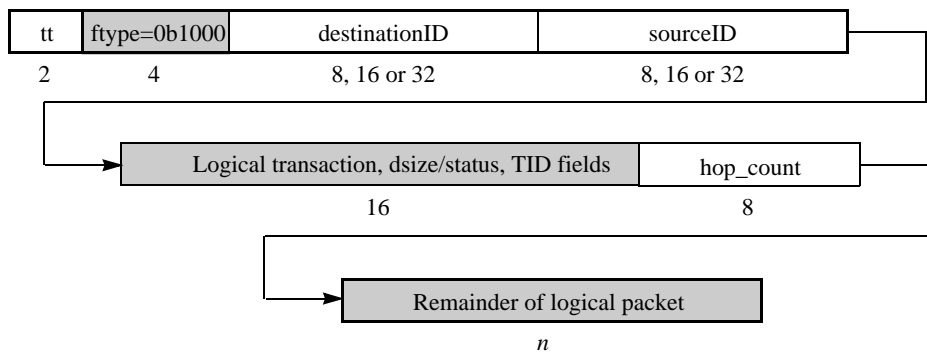 tt ftype=0b1000 destinationID sourceID
2 4 8, 16 or 32 8, 16 or 32
Logical transaction, dsize/status, TID fields hop_count
16 8
Remainder of logical packet
n